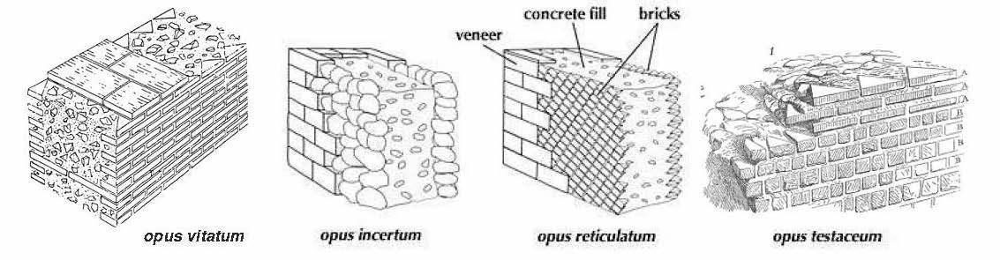 concrete fill
bricks
veneer
1
A
A
A
B
B
B
B
opus vitatum
opus incertum
opus reticulatum
opus testaceum